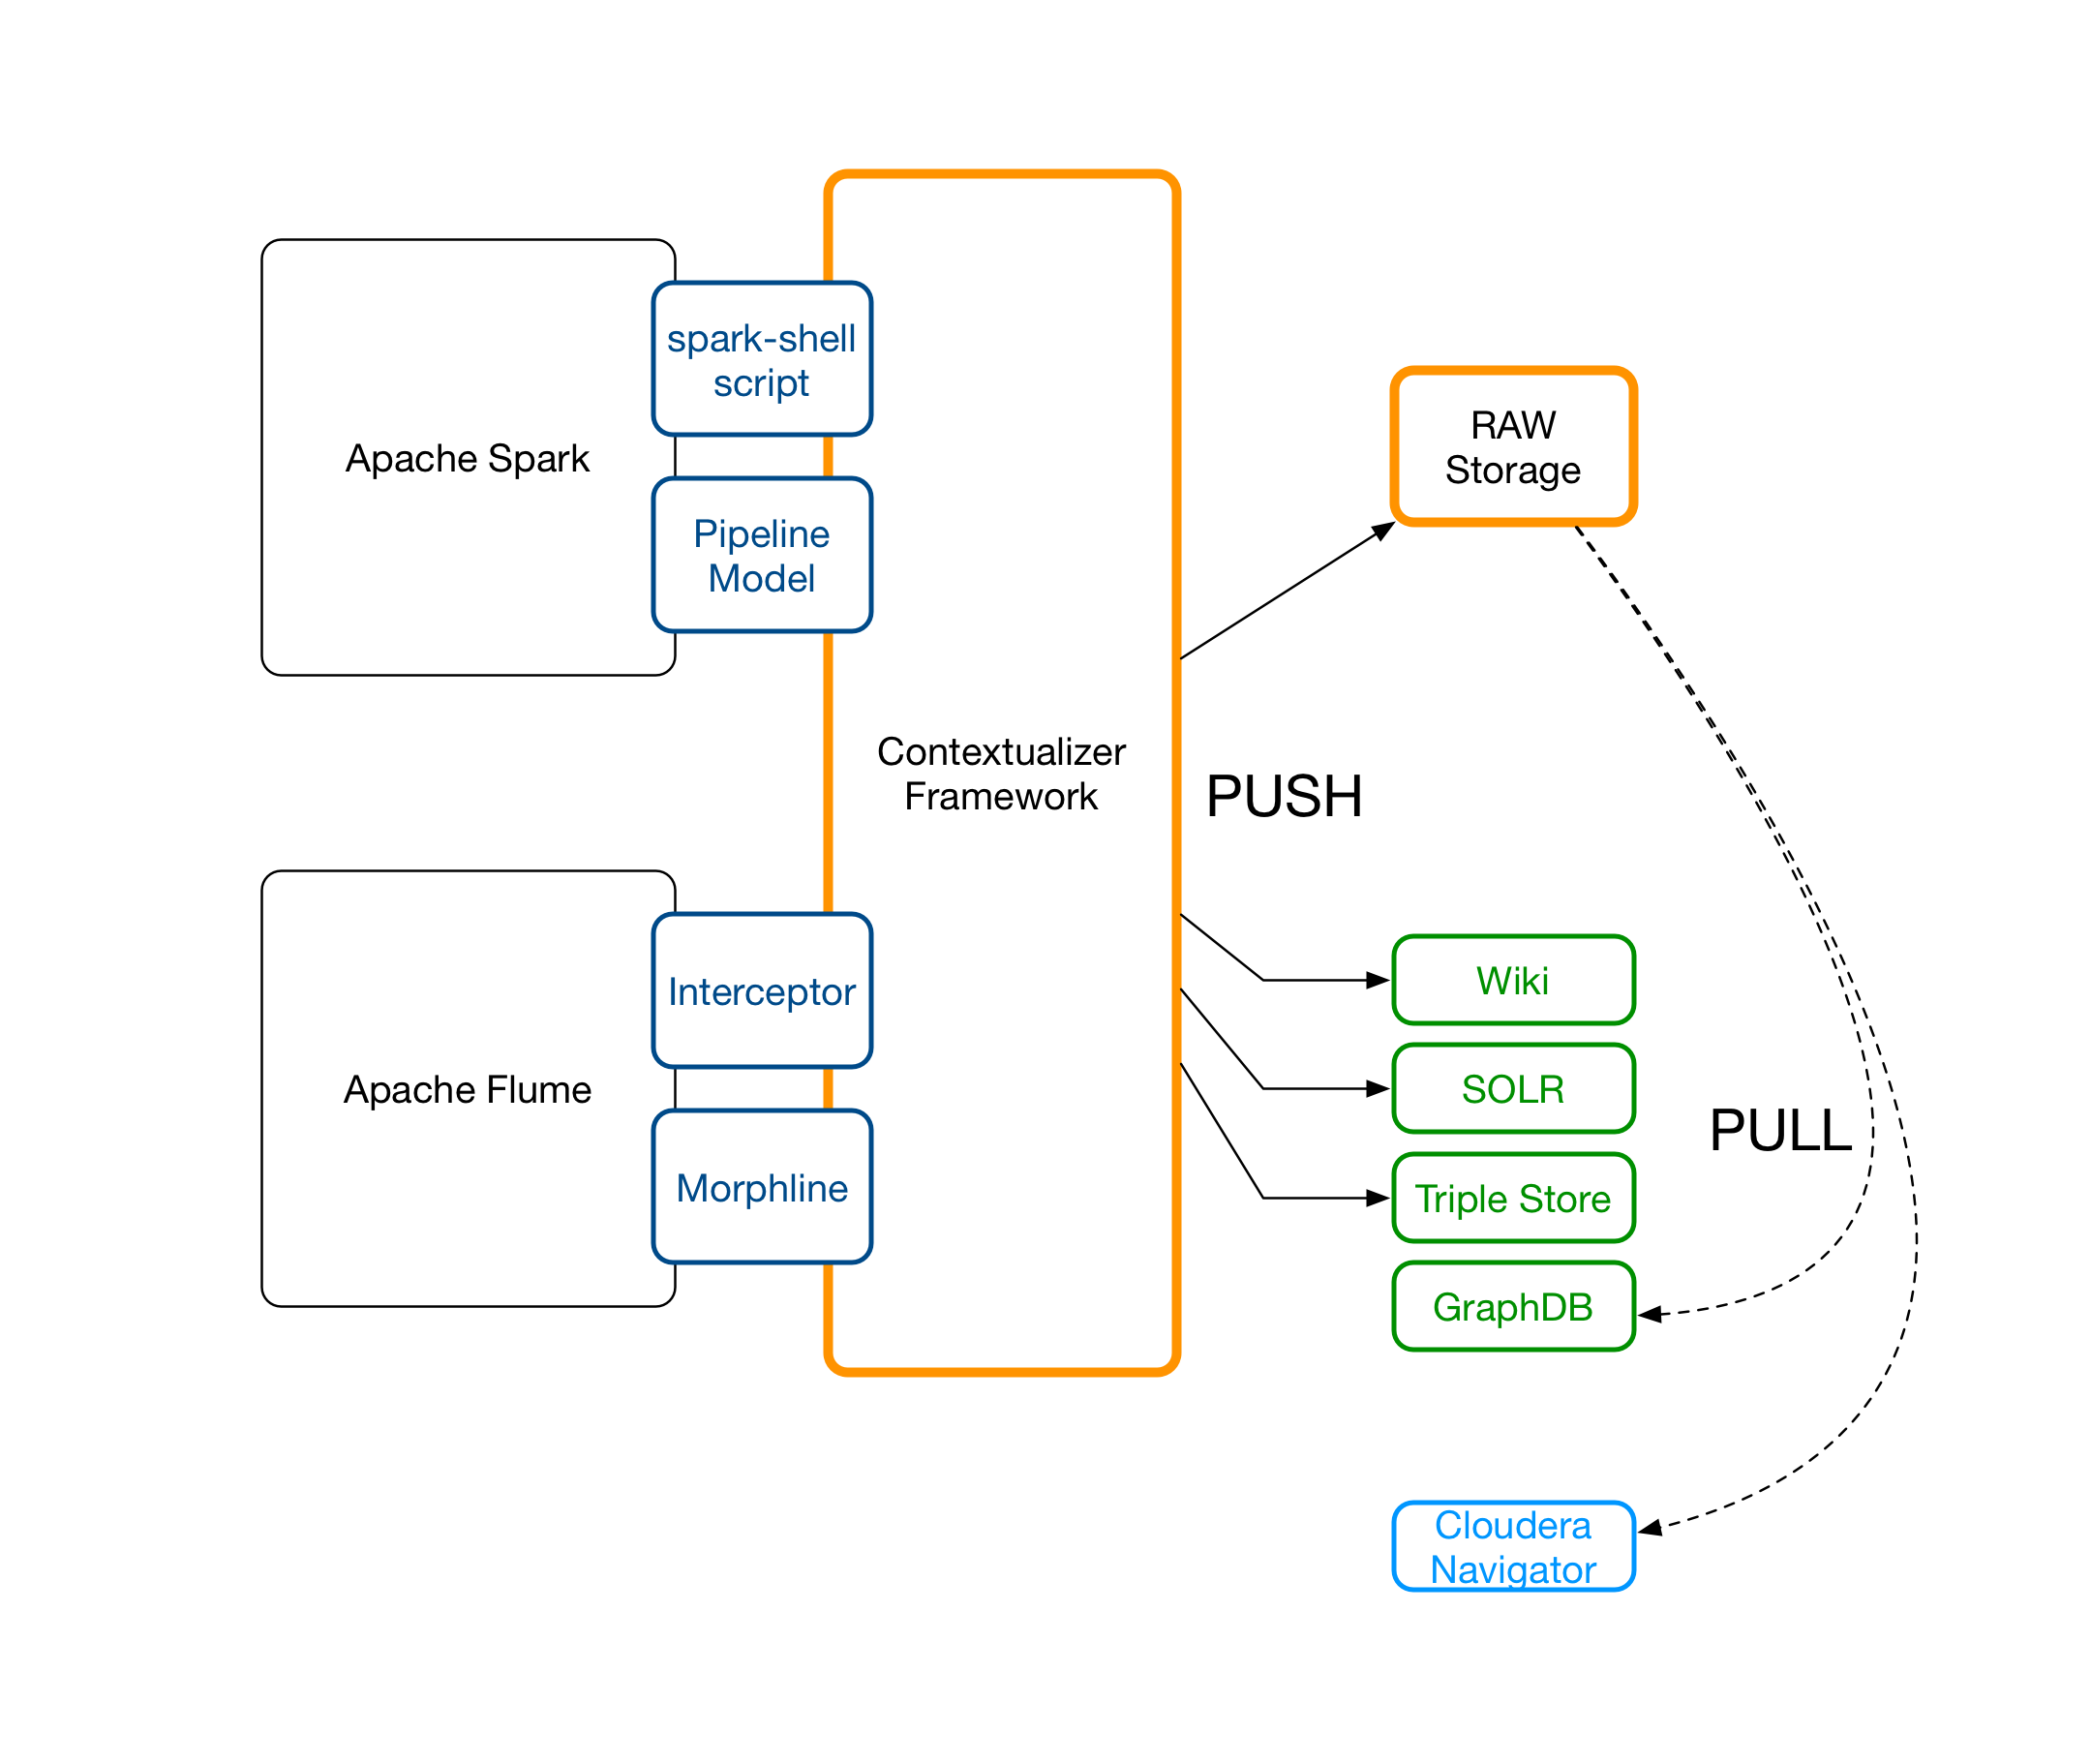 spark-shell
script
Apache Spark
Pipeline
Model
Contextualizer
Framework
Apache Flume
Interceptor
Morphline
RAW
Storage
PUSH
Wiki
SOLR
Triple Store
GraphDB
PULL
Cloudera
Navigator